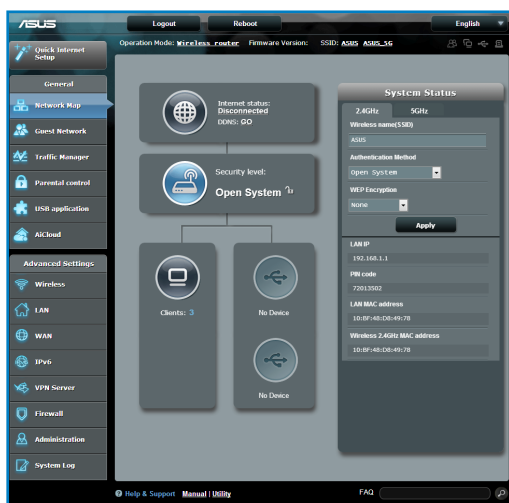 ASUS
Logout
Reboot
English
Quick Internet
Setup
Operation Mode: Wireless router Firmware Version: SSID: ASUS ASUS_5G
General
Network Map
Guest Network
Traffic Manager
Parental control
USB application
AiCloud
Advanced Settings
Wireless
LAN
WAN
IPv6
VPN Server
Firewall
Administration
System Log
Internet status:
Disconnected
DDNS: GO
Security level:
Open System
Clients: 3
No Device
No Device
System Status
2.4GHz 5GHz
Wireless name(SSID)
ASUS
Authentication Method
Open System
WEP Encryption
None
Apply
LAN IP
192.168.1.1
PIN code
72013502
LAN MAC address
10:BF:48:D8:49:78
Wireless 2.4GHz MAC address
10:BF:48:D8:49:78
Help & Support Manual | Utility FAQ